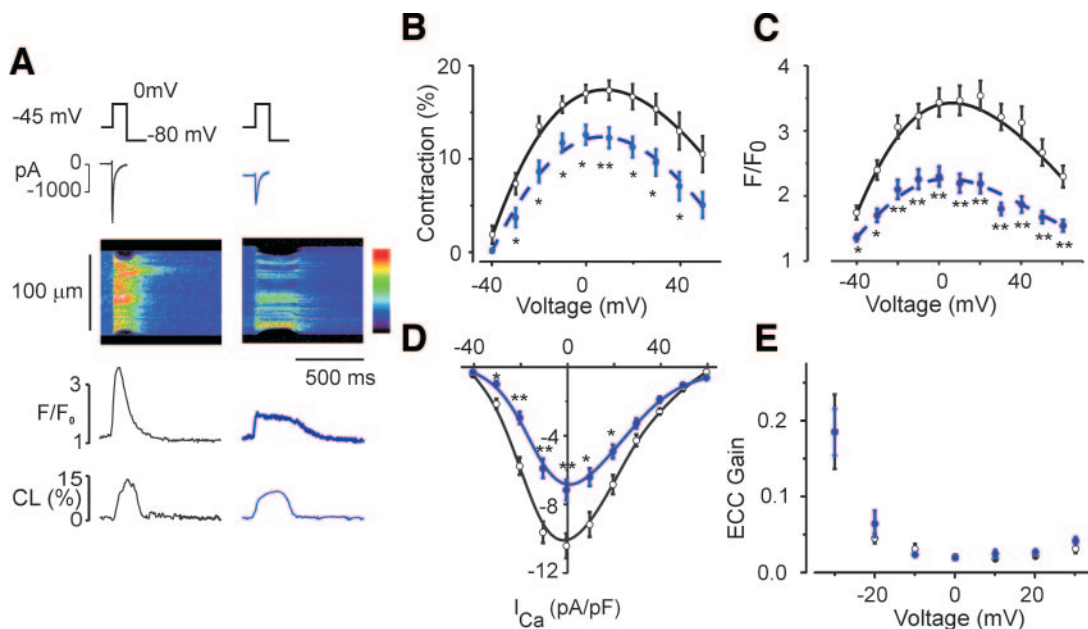 A
0mV
-45 mV
-80 mV
0
pA
-1000
100 μm
500 ms
3
F/F₀
1
15
CL (%)
0
B
20
Contraction (%)
10
0
-40 0 40
Voltage (mV)
* * * * ** * * *
C
4
3
F/F₀
2
1
-40 0 40
Voltage (mV)
* * ** ** ** ** ** ** ** ** **
D
-40 0 40
* ** ** ** * *
-4
-8
-12
I_Ca (pA/pF)
E
0.2
ECC Gain
0.1
0.0
-20 0 20
Voltage (mV)